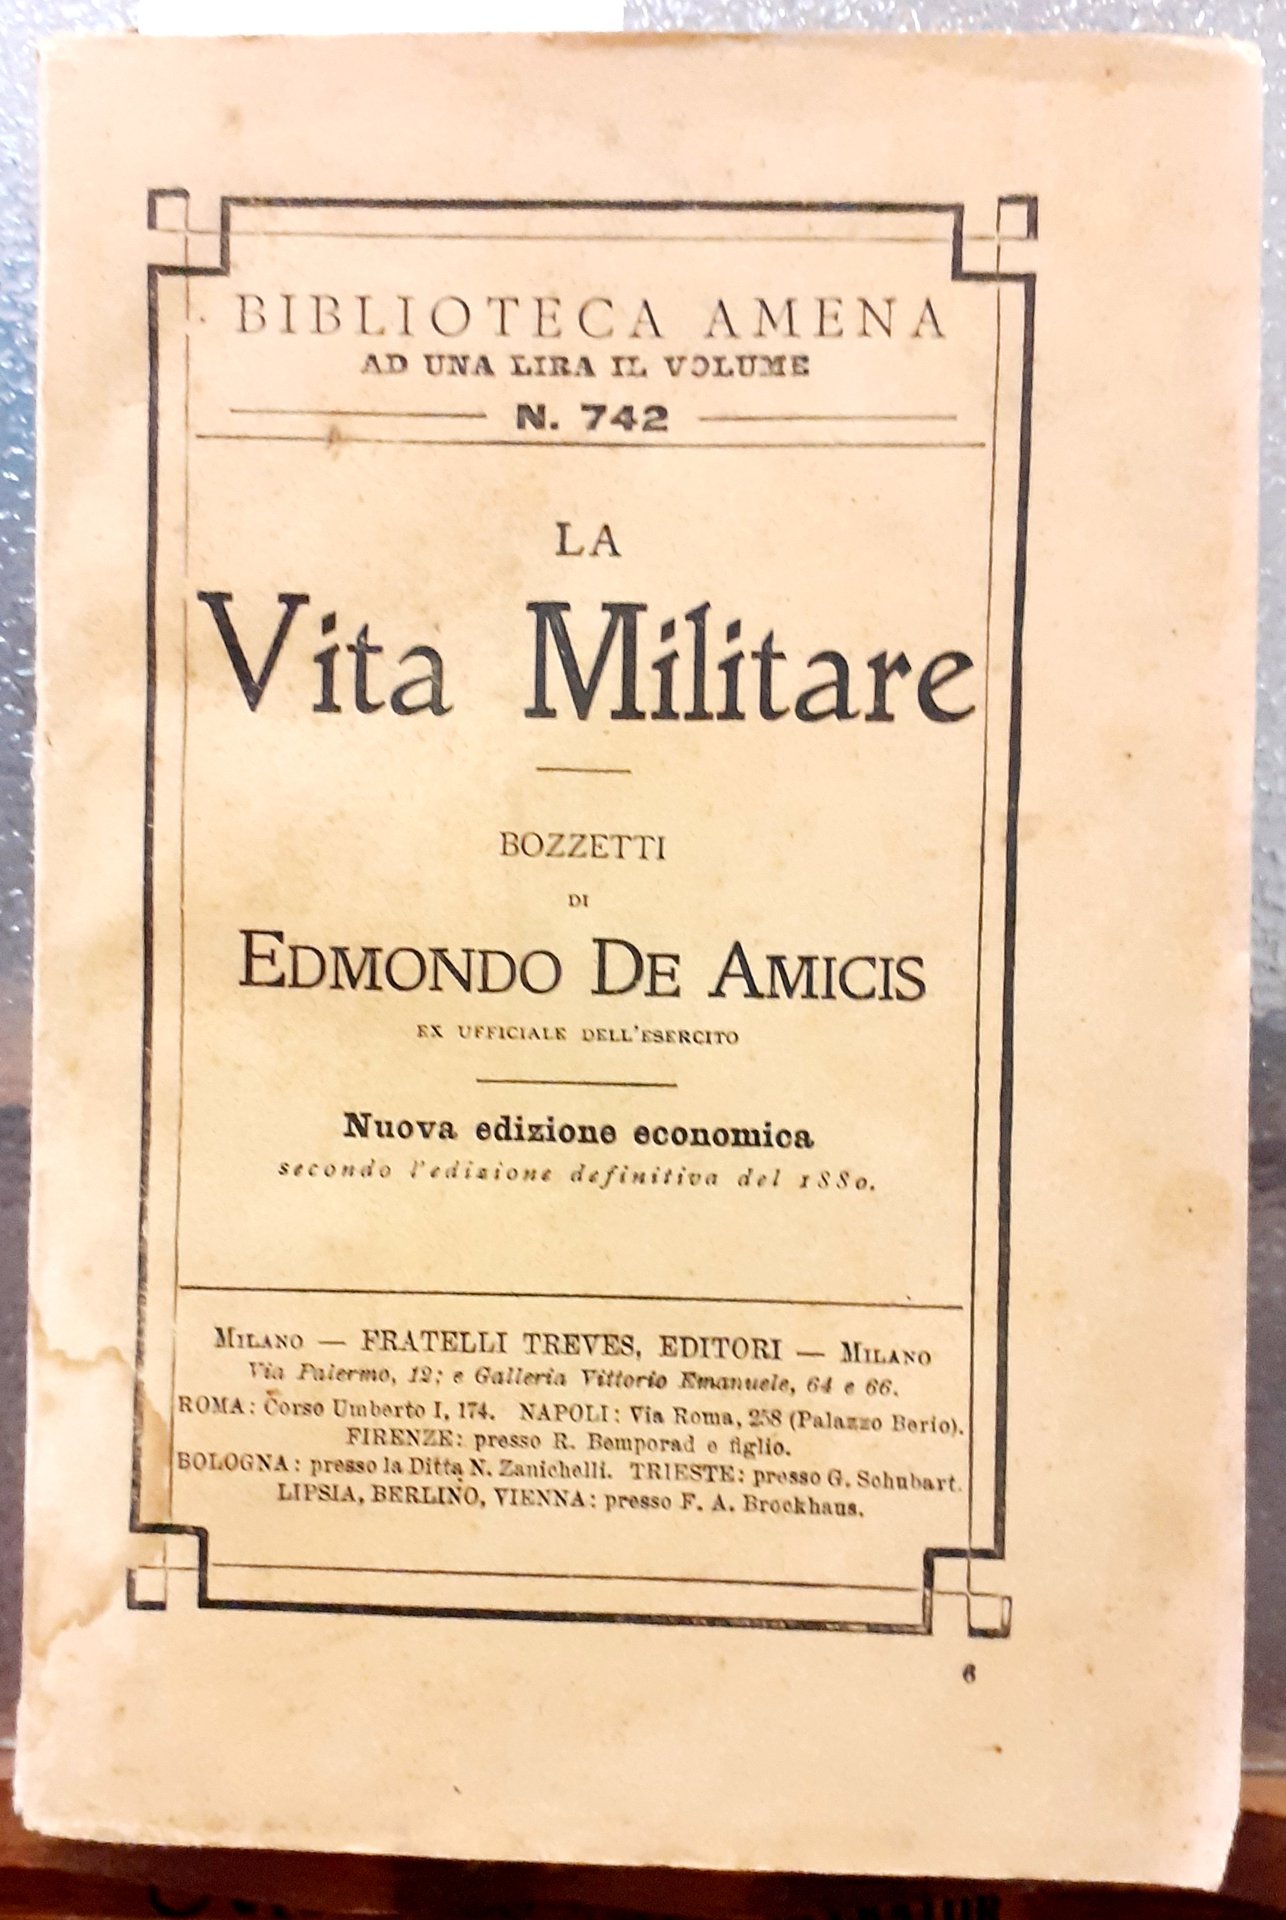 BIBLIOTECA AMENA
AD UNA LIRA IL VOLUME
N. 742
LA
Vita Militare
BOZZETTI
DI
EDMONDO DE AMICIS
EX UFFICIALE DELL'ESERCITO
Nuova edizione economica
secondo l'edizione definitiva del 1880.
MILANO — FRATELLI TREVES, EDITORI — MILANO
Via Palermo, 12; e Galleria Vittorio Emanuele, 64 e 66.
ROMA: Corso Umberto I, 174. NAPOLI: Via Roma, 258 (Palazzo Berio).
FIRENZE: presso R. Bemporad e figlio.
BOLOGNA: presso la Ditta N. Zanichelli. TRIESTE: presso G. Schubart.
LIPSIA, BERLINO, VIENNA: presso F. A. Brockhaus.
6